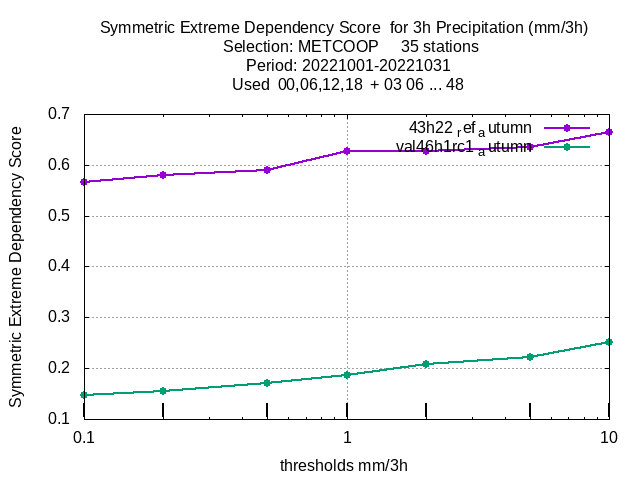 Symmetric Extreme Dependency Score for 3h Precipitation (mm/3h)
Selection: METCOOP 35 stations
Period: 20221001-20221031
Used 00,06,12,18 + 03 06 ... 48
Symmetric Extreme Dependency Score
0.7
0.6
0.5
0.4
0.3
0.2
0.1
43h22refautumn
val46h1rc1autumn
0.1 1 10
thresholds mm/3h